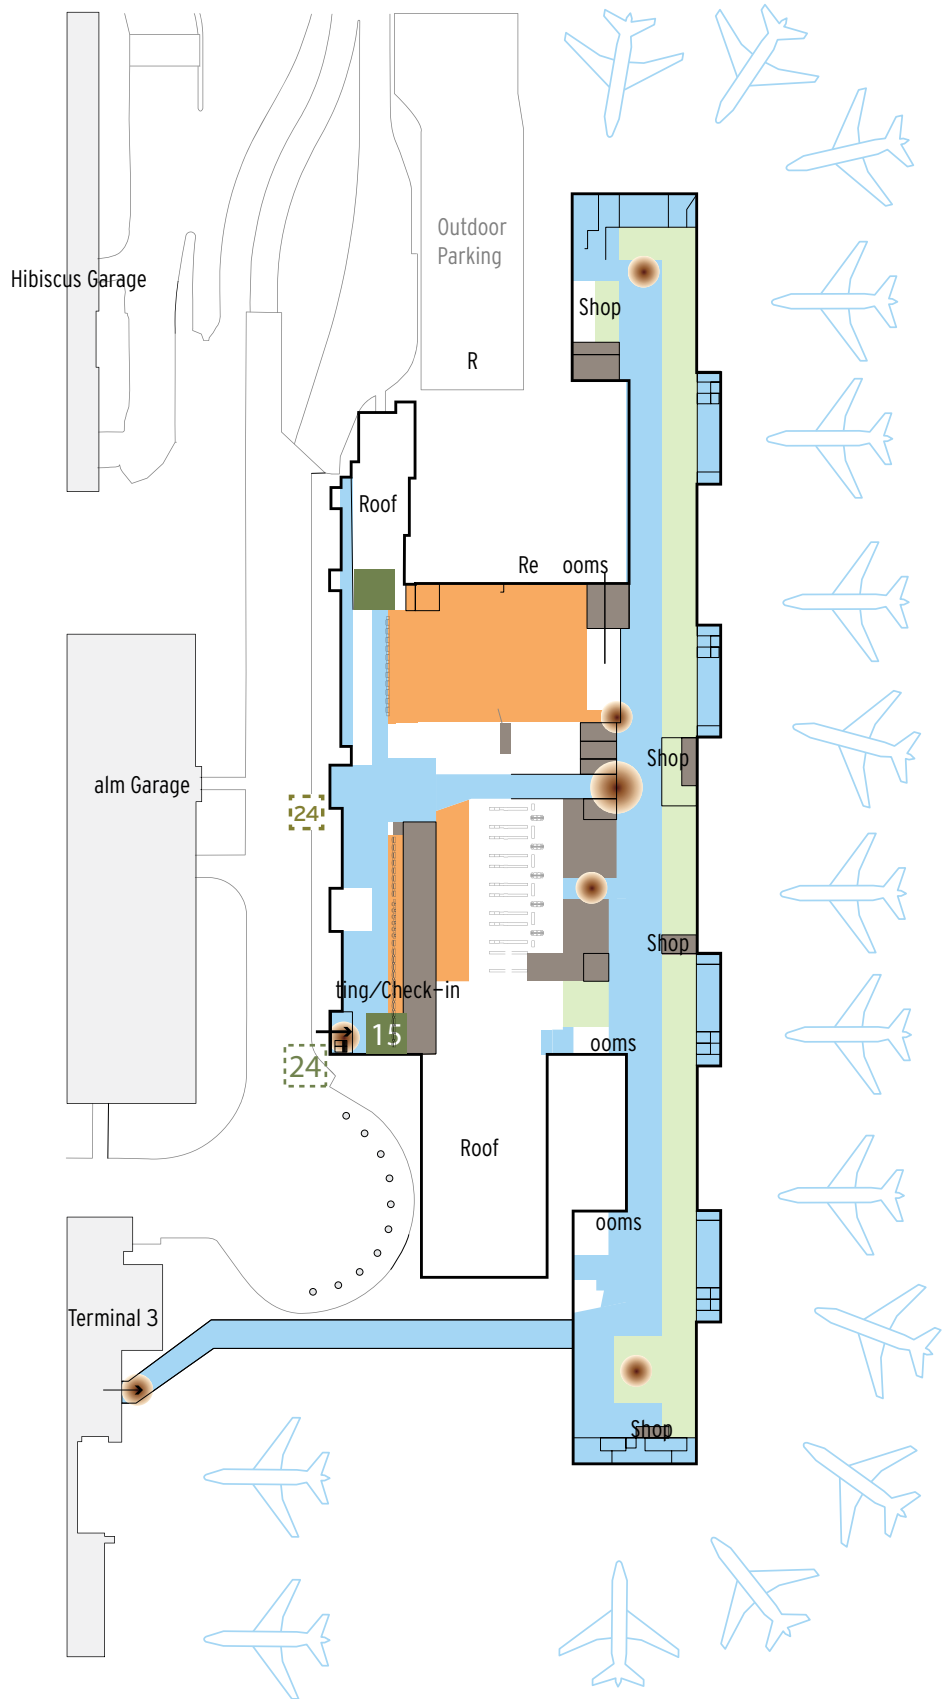 Outdoor
Parking
Hibiscus Garage
Shop
R
Roof
Re ooms
Shop
alm Garage
24
Shop
ting/Check-in
15
ooms
24
Roof
ooms
Terminal 3
Shop